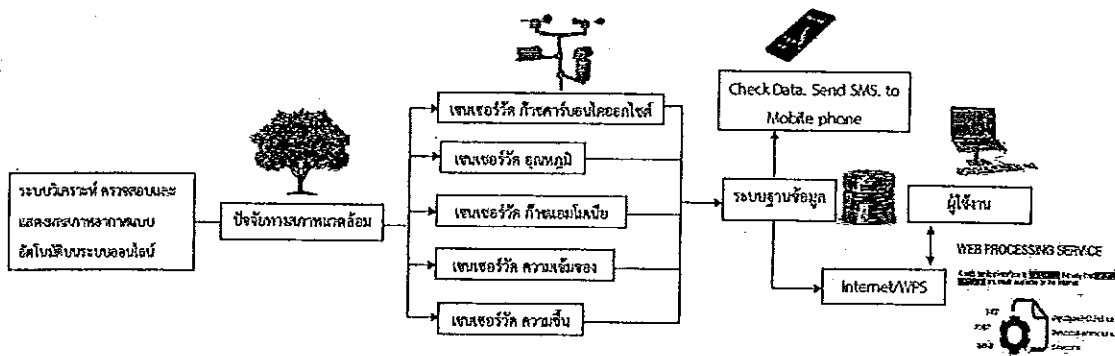 ระบบวิเคราะห์ ตรวจสอบและ
แสดงผลสภาพอากาศแบบ
อัตโนมัติบนระบบออนไลน์
ปัจจัยทางสภาพแวดล้อม
เซนเซอร์วัด ก๊าซคาร์บอนไดออกไซด์
เซนเซอร์วัด อุณหภูมิ
เซนเซอร์วัด ก๊าซแอมโมเนีย
เซนเซอร์วัด ความเข้มของ
เซนเซอร์วัด ความชื้น
Check Data. Send SMS. to
Mobile phone
ระบบฐานข้อมูล
ผู้ใช้งาน
WEB PROCESSING SERVICE
Internet/WPS